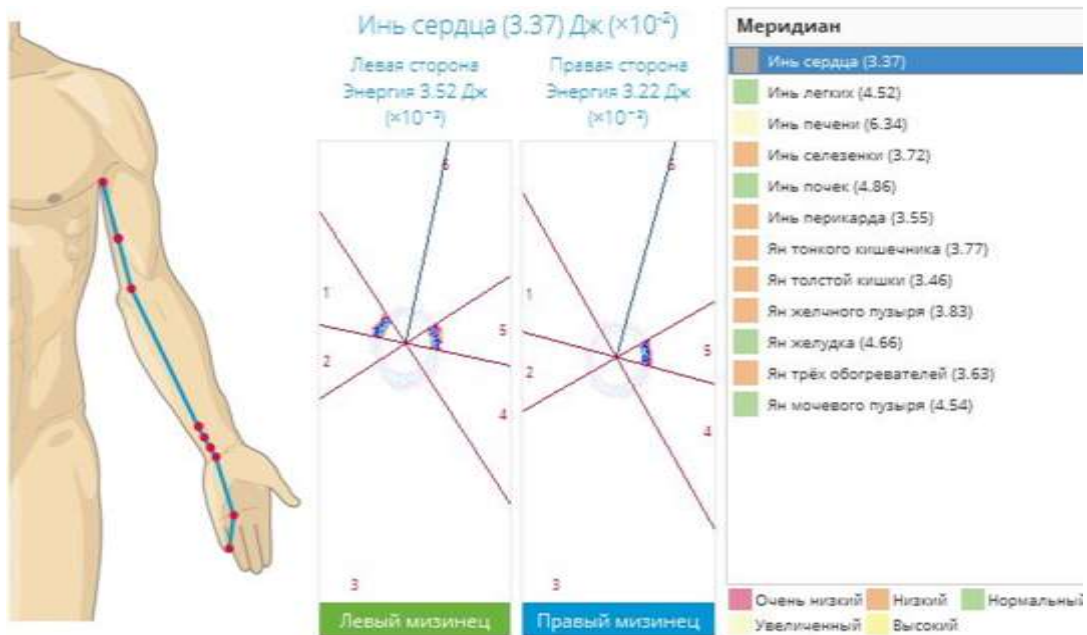 Инь сердца (3.37) Дж (×10⁻²)
Левая сторона
Энергия 3.52 Дж
(×10⁻²)
Правая сторона
Энергия 3.22 Дж
(×10⁻²)
6
1
5
2
4
3
Левый мизинец
6
1
5
2
4
3
Правый мизинец
Меридиан
Инь сердца (3.37)
Инь легких (4.52)
Инь печени (6.34)
Инь селезенки (3.72)
Инь почек (4.86)
Инь перикарда (3.55)
Ян тонкого кишечника (3.77)
Ян толстой кишки (3.46)
Ян желчного пузыря (3.83)
Ян желудка (4.66)
Ян трёх обогревателей (3.63)
Ян мочевого пузыря (4.54)
Очень низкий Низкий Нормальный
Увеличенный Высокий